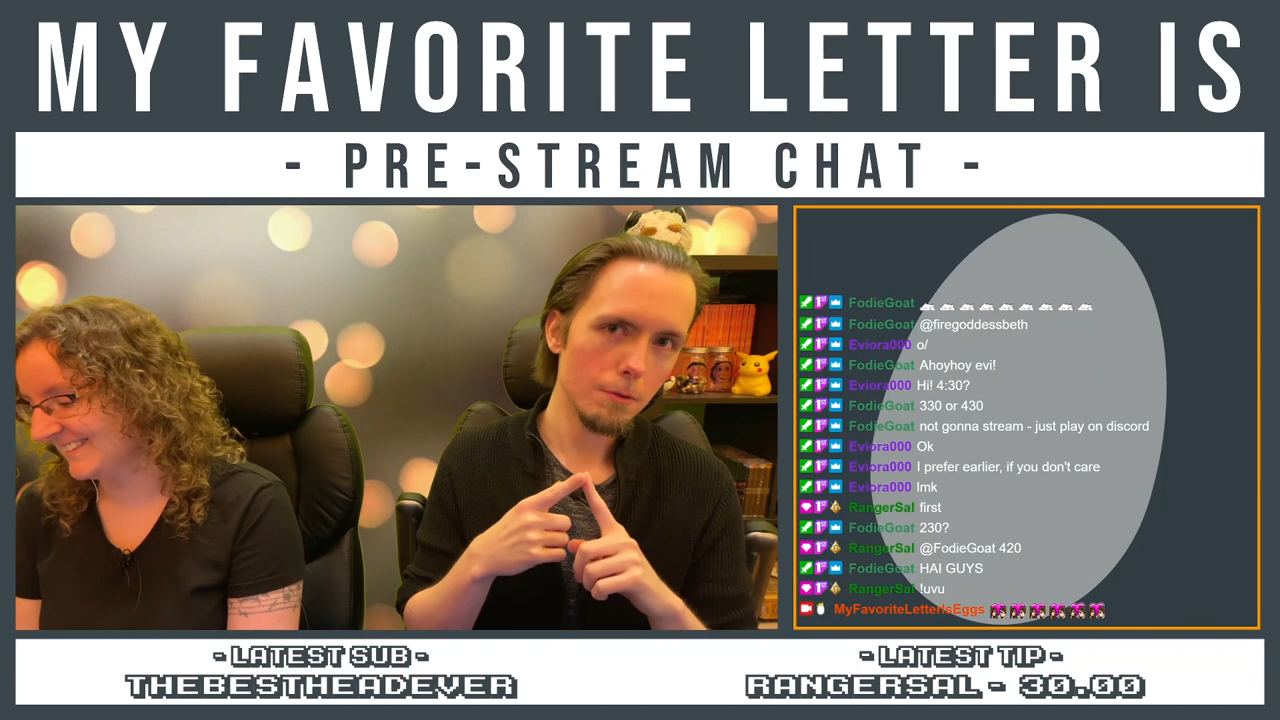 MY FAVORITE LETTER IS
- PRE-STREAM CHAT -
FodieGoat
FodieGoat @firegoddessbeth
Eviora000 o/
FodieGoat Ahoyhoy evi!
Eviora000 Hi! 4:30?
FodieGoat 330 or 430
FodieGoat not gonna stream - just play on discord
Eviora000 Ok
Eviora000 I prefer earlier, if you don't care
Eviora000 lmk
RangerSal first
FodieGoat 230?
RangerSal @FodieGoat 420
FodieGoat HAI GUYS
RangerSal !uvu
MyFavoriteLetterIsEggs
- LATEST SUB -
THEBESTHEADEVER
- LATEST TIP -
RANGERSAL - 30.00